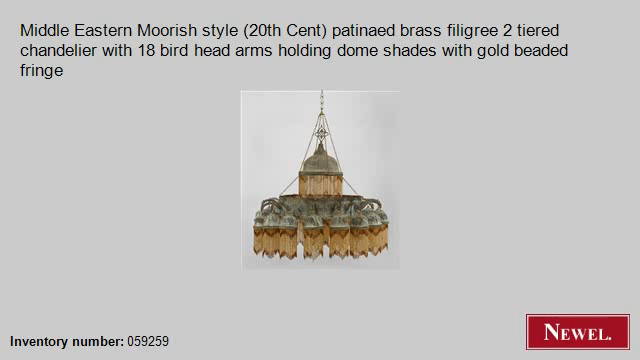 Middle Eastern Moorish style (20th Cent) patinaed brass filigree 2 tiered
chandelier with 18 bird head arms holding dome shades with gold beaded
fringe
Inventory number: 059259
NEWEL.